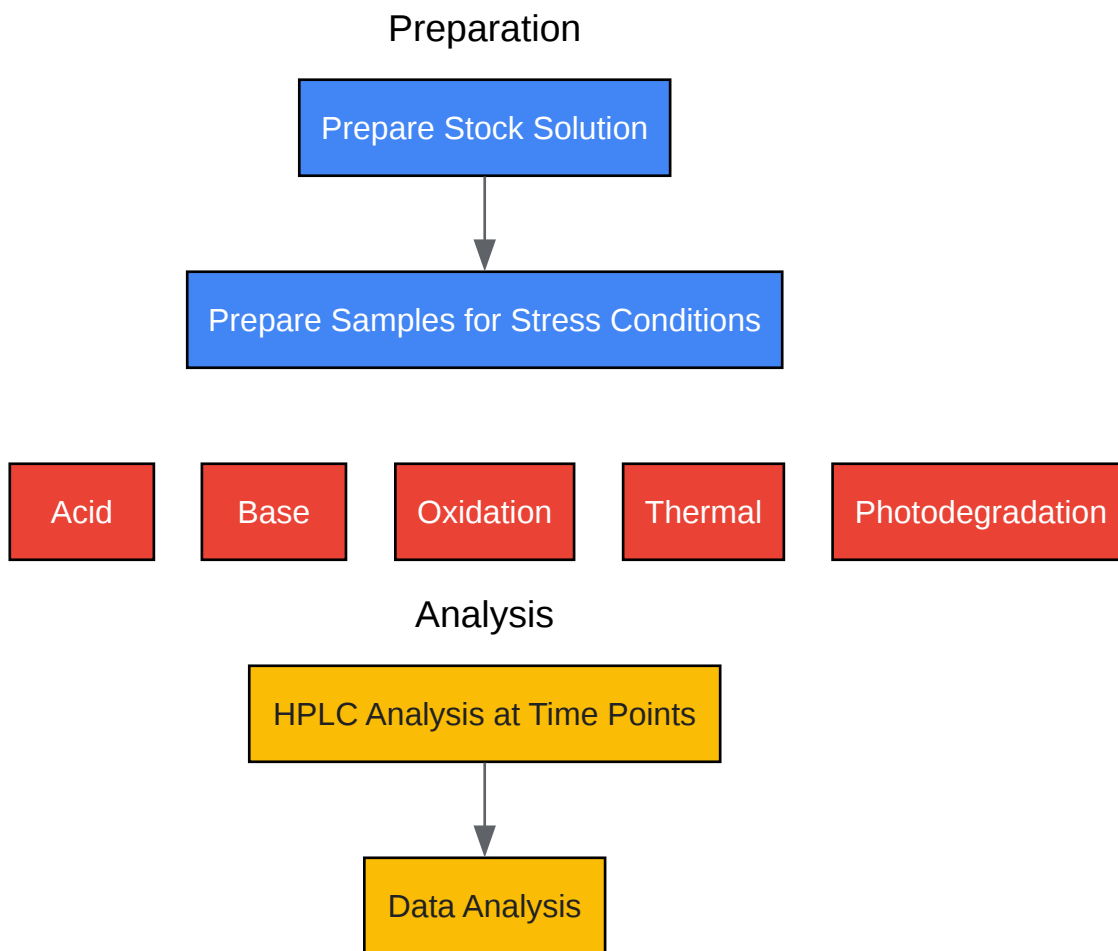 Preparation
Prepare Stock Solution
Prepare Samples for Stress Conditions
Acid
Base
Oxidation
Thermal
Photodegradation
Analysis
HPLC Analysis at Time Points
Data Analysis